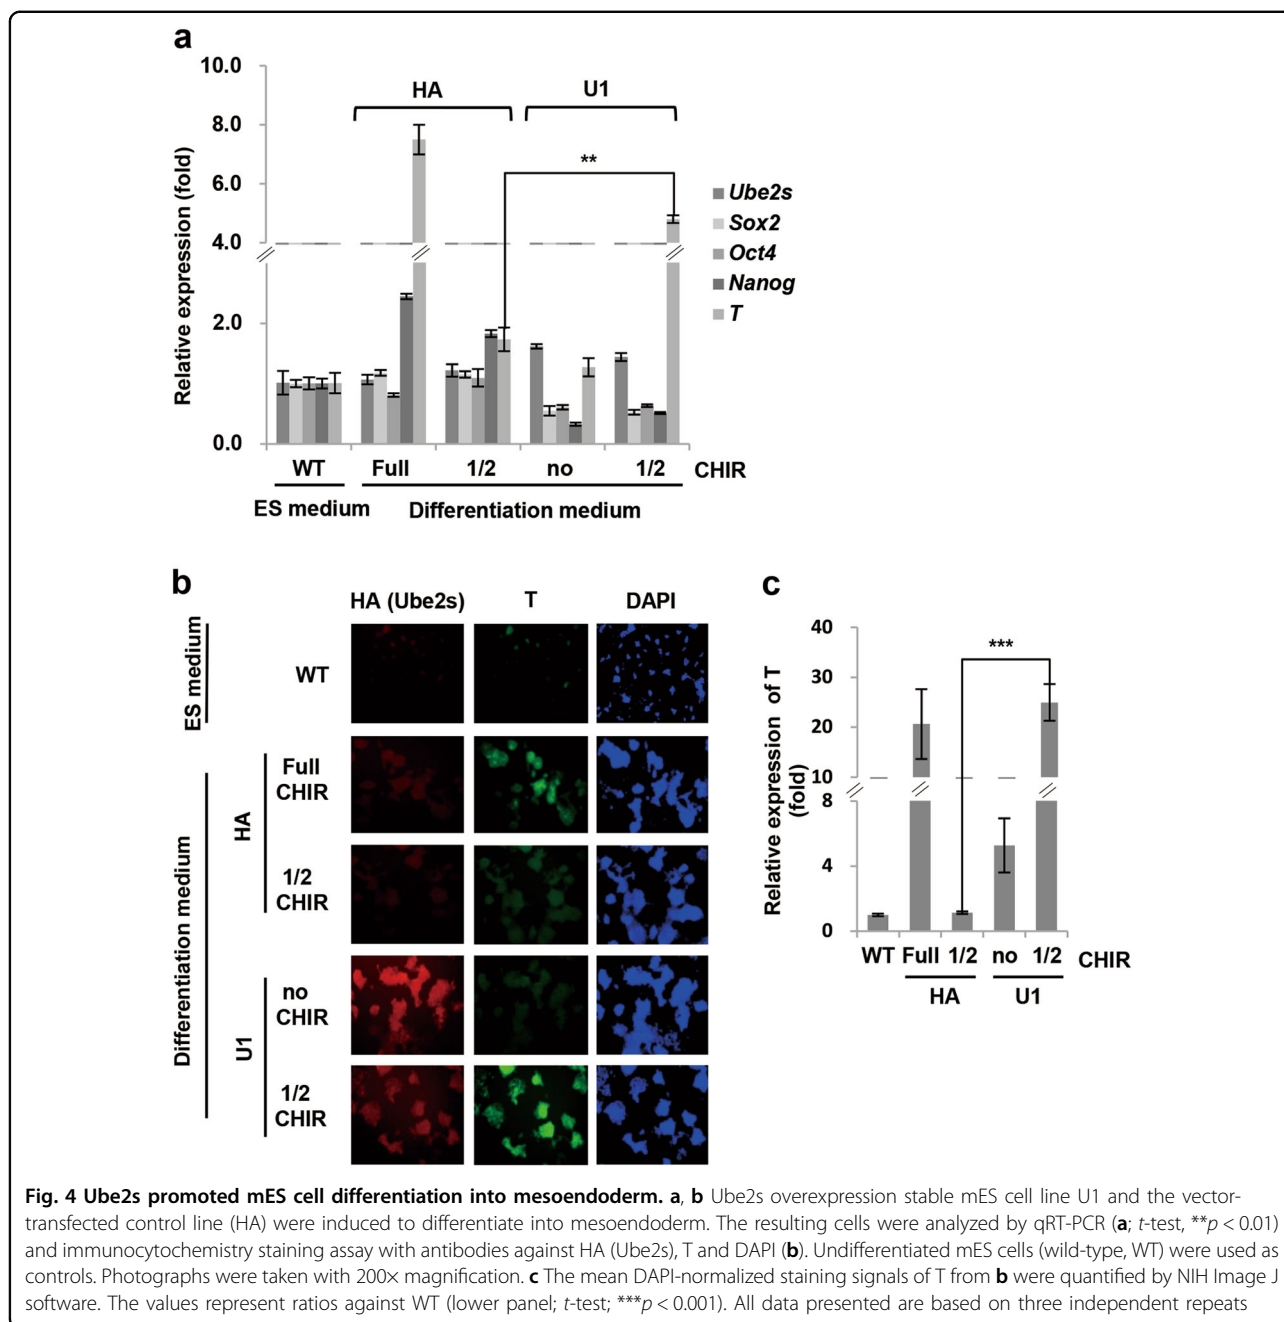 a
10.0
8.0
6.0
4.0
2.0
0.0
Relative expression (fold)
HA
U1
**
Ube2s
Sox2
Oct4
Nanog
T
WT Full 1/2 no 1/2 CHIR
ES medium Differentiation medium
b
HA (Ube2s) T DAPI
ES medium
WT
Differentiation medium
HA
Full
CHIR
1/2
CHIR
U1
no
CHIR
1/2
CHIR
c
40
30
20
10
8
4
0
Relative expression of T
(fold)
***
WT Full 1/2 no 1/2 CHIR
HA U1
Fig. 4 Ube2s promoted mES cell differentiation into mesoendoderm. a, b Ube2s overexpression stable mES cell line U1 and the vector-
transfected control line (HA) were induced to differentiate into mesoendoderm. The resulting cells were analyzed by qRT-PCR (a; t-test, **p < 0.01)
and immunocytochemistry staining assay with antibodies against HA (Ube2s), T and DAPI (b). Undifferentiated mES cells (wild-type, WT) were used as
controls. Photographs were taken with 200× magnification. c The mean DAPI-normalized staining signals of T from b were quantified by NIH Image J
software. The values represent ratios against WT (lower panel; t-test; ***p < 0.001). All data presented are based on three independent repeats